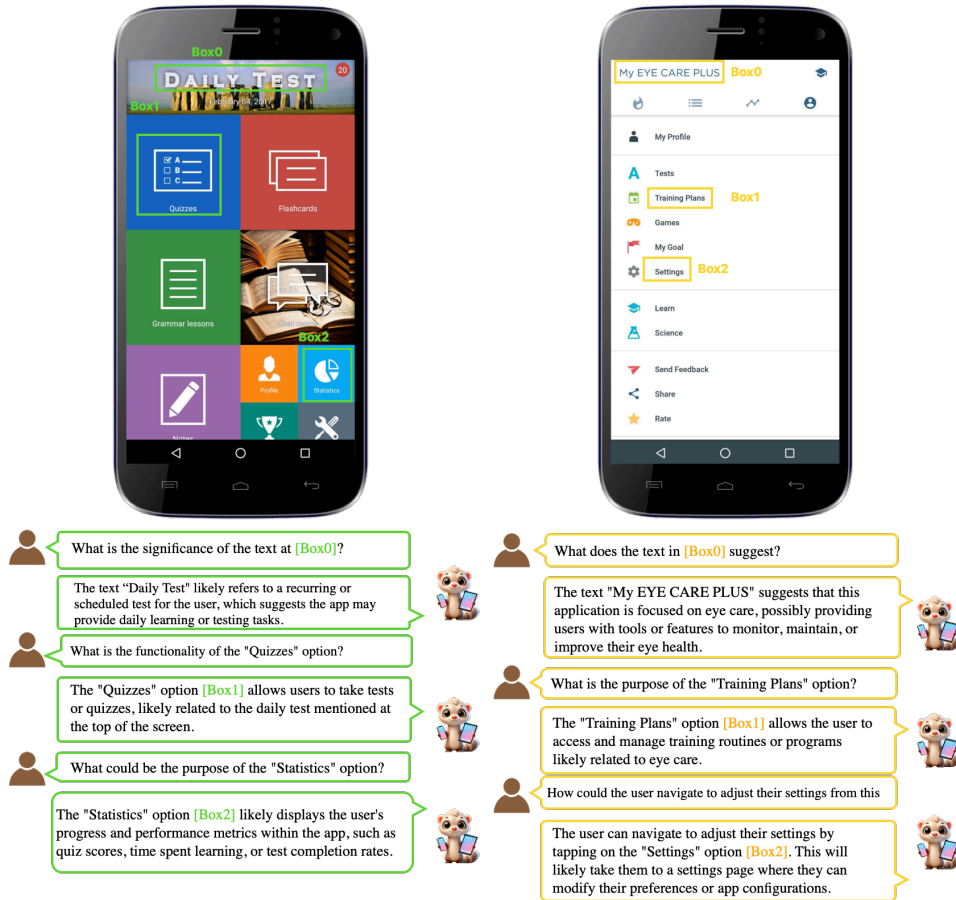 Box0
DAILY TEST
20
Box1
February 04, 2017
A
B
C
Quizzes
Flashcards
Grammar lessons
Box2
Profile
Statistics
Notes
My EYE CARE PLUS
Box0
My Profile
A
Tests
Training Plans
Box1
Games
My Goal
Settings
Box2
Learn
Science
Send Feedback
Share
Rate
What is the significance of the text at [Box0]?
The text “Daily Test" likely refers to a recurring or
scheduled test for the user, which suggests the app may
provide daily learning or testing tasks.
What is the functionality of the "Quizzes" option?
The "Quizzes" option [Box1] allows users to take tests
or quizzes, likely related to the daily test mentioned at
the top of the screen.
What could be the purpose of the "Statistics" option?
The "Statistics" option [Box2] likely displays the user's
progress and performance metrics within the app, such as
quiz scores, time spent learning, or test completion rates.
What does the text in [Box0] suggest?
The text "My EYE CARE PLUS" suggests that this
application is focused on eye care, possibly providing
users with tools or features to monitor, maintain, or
improve their eye health.
What is the purpose of the "Training Plans" option?
The "Training Plans" option [Box1] allows the user to
access and manage training routines or programs
likely related to eye care.
How could the user navigate to adjust their settings from this
The user can navigate to adjust their settings by
tapping on the "Settings" option [Box2]. This will
likely take them to a settings page where they can
modify their preferences or app configurations.